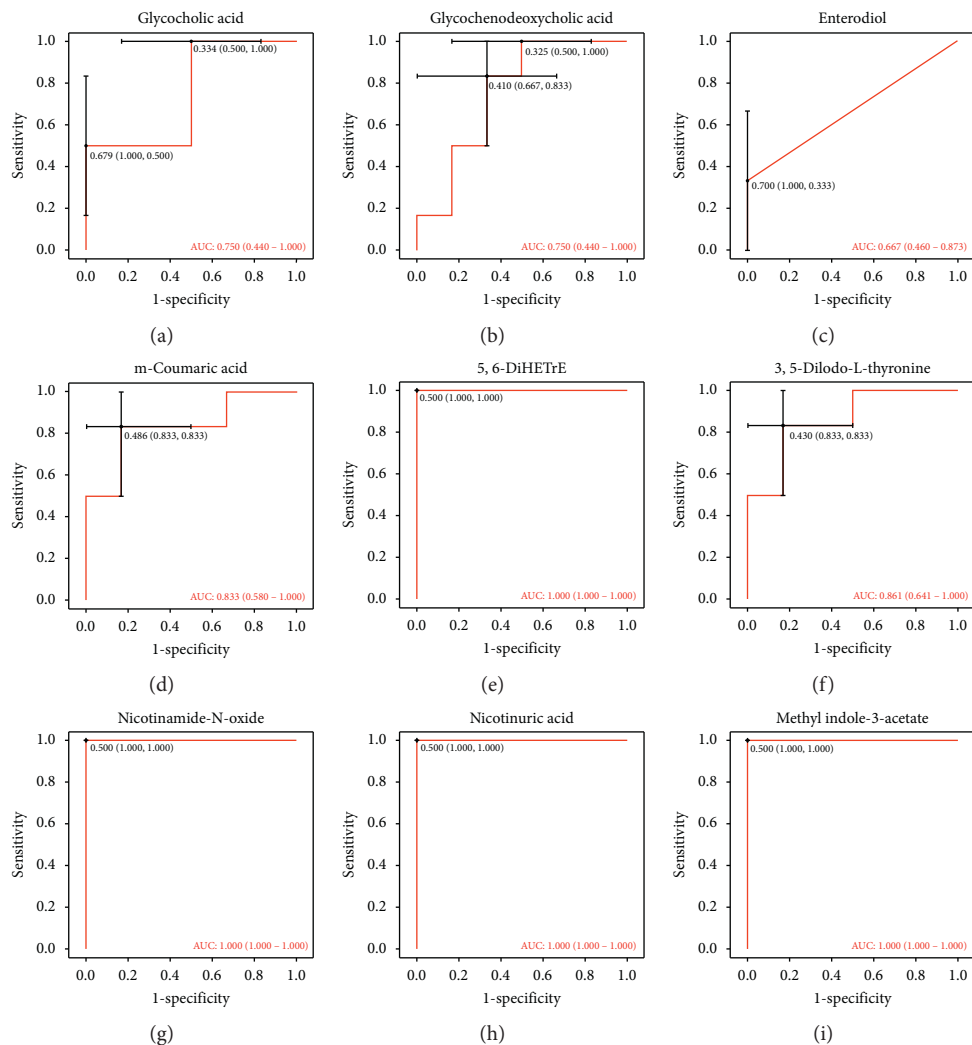 Glycocholic acid
1.0
0.8
0.6
0.4
0.2
0.0
Sensitivity
0.334 (0.500, 1.000)
0.679 (1.000, 0.500)
AUC: 0.750 (0.440 – 1.000)
0.0 0.2 0.4 0.6 0.8 1.0
1-specificity
(a)
Glycochenodeoxycholic acid
1.0
0.8
0.6
0.4
0.2
0.0
Sensitivity
0.325 (0.500, 1.000)
0.410 (0.667, 0.833)
AUC: 0.750 (0.440 – 1.000)
0.0 0.2 0.4 0.6 0.8 1.0
1-specificity
(b)
Enterodiol
1.0
0.8
0.6
0.4
0.2
0.0
Sensitivity
0.700 (1.000, 0.333)
AUC: 0.667 (0.460 – 0.873)
0.0 0.2 0.4 0.6 0.8 1.0
1-specificity
(c)
m-Coumaric acid
1.0
0.8
0.6
0.4
0.2
0.0
Sensitivity
0.486 (0.833, 0.833)
AUC: 0.833 (0.580 – 1.000)
0.0 0.2 0.4 0.6 0.8 1.0
1-specificity
(d)
5, 6-DiHETrE
1.0
0.8
0.6
0.4
0.2
0.0
Sensitivity
0.500 (1.000, 1.000)
AUC: 1.000 (1.000 – 1.000)
0.0 0.2 0.4 0.6 0.8 1.0
1-specificity
(e)
3, 5-Dilodo-L-thyronine
1.0
0.8
0.6
0.4
0.2
0.0
Sensitivity
0.430 (0.833, 0.833)
AUC: 0.861 (0.641 – 1.000)
0.0 0.2 0.4 0.6 0.8 1.0
1-specificity
(f)
Nicotinamide-N-oxide
1.0
0.8
0.6
0.4
0.2
0.0
Sensitivity
0.500 (1.000, 1.000)
AUC: 1.000 (1.000 – 1.000)
0.0 0.2 0.4 0.6 0.8 1.0
1-specificity
(g)
Nicotinuric acid
1.0
0.8
0.6
0.4
0.2
0.0
Sensitivity
0.500 (1.000, 1.000)
AUC: 1.000 (1.000 – 1.000)
0.0 0.2 0.4 0.6 0.8 1.0
1-specificity
(h)
Methyl indole-3-acetate
1.0
0.8
0.6
0.4
0.2
0.0
Sensitivity
0.500 (1.000, 1.000)
AUC: 1.000 (1.000 – 1.000)
0.0 0.2 0.4 0.6 0.8 1.0
1-specificity
(i)